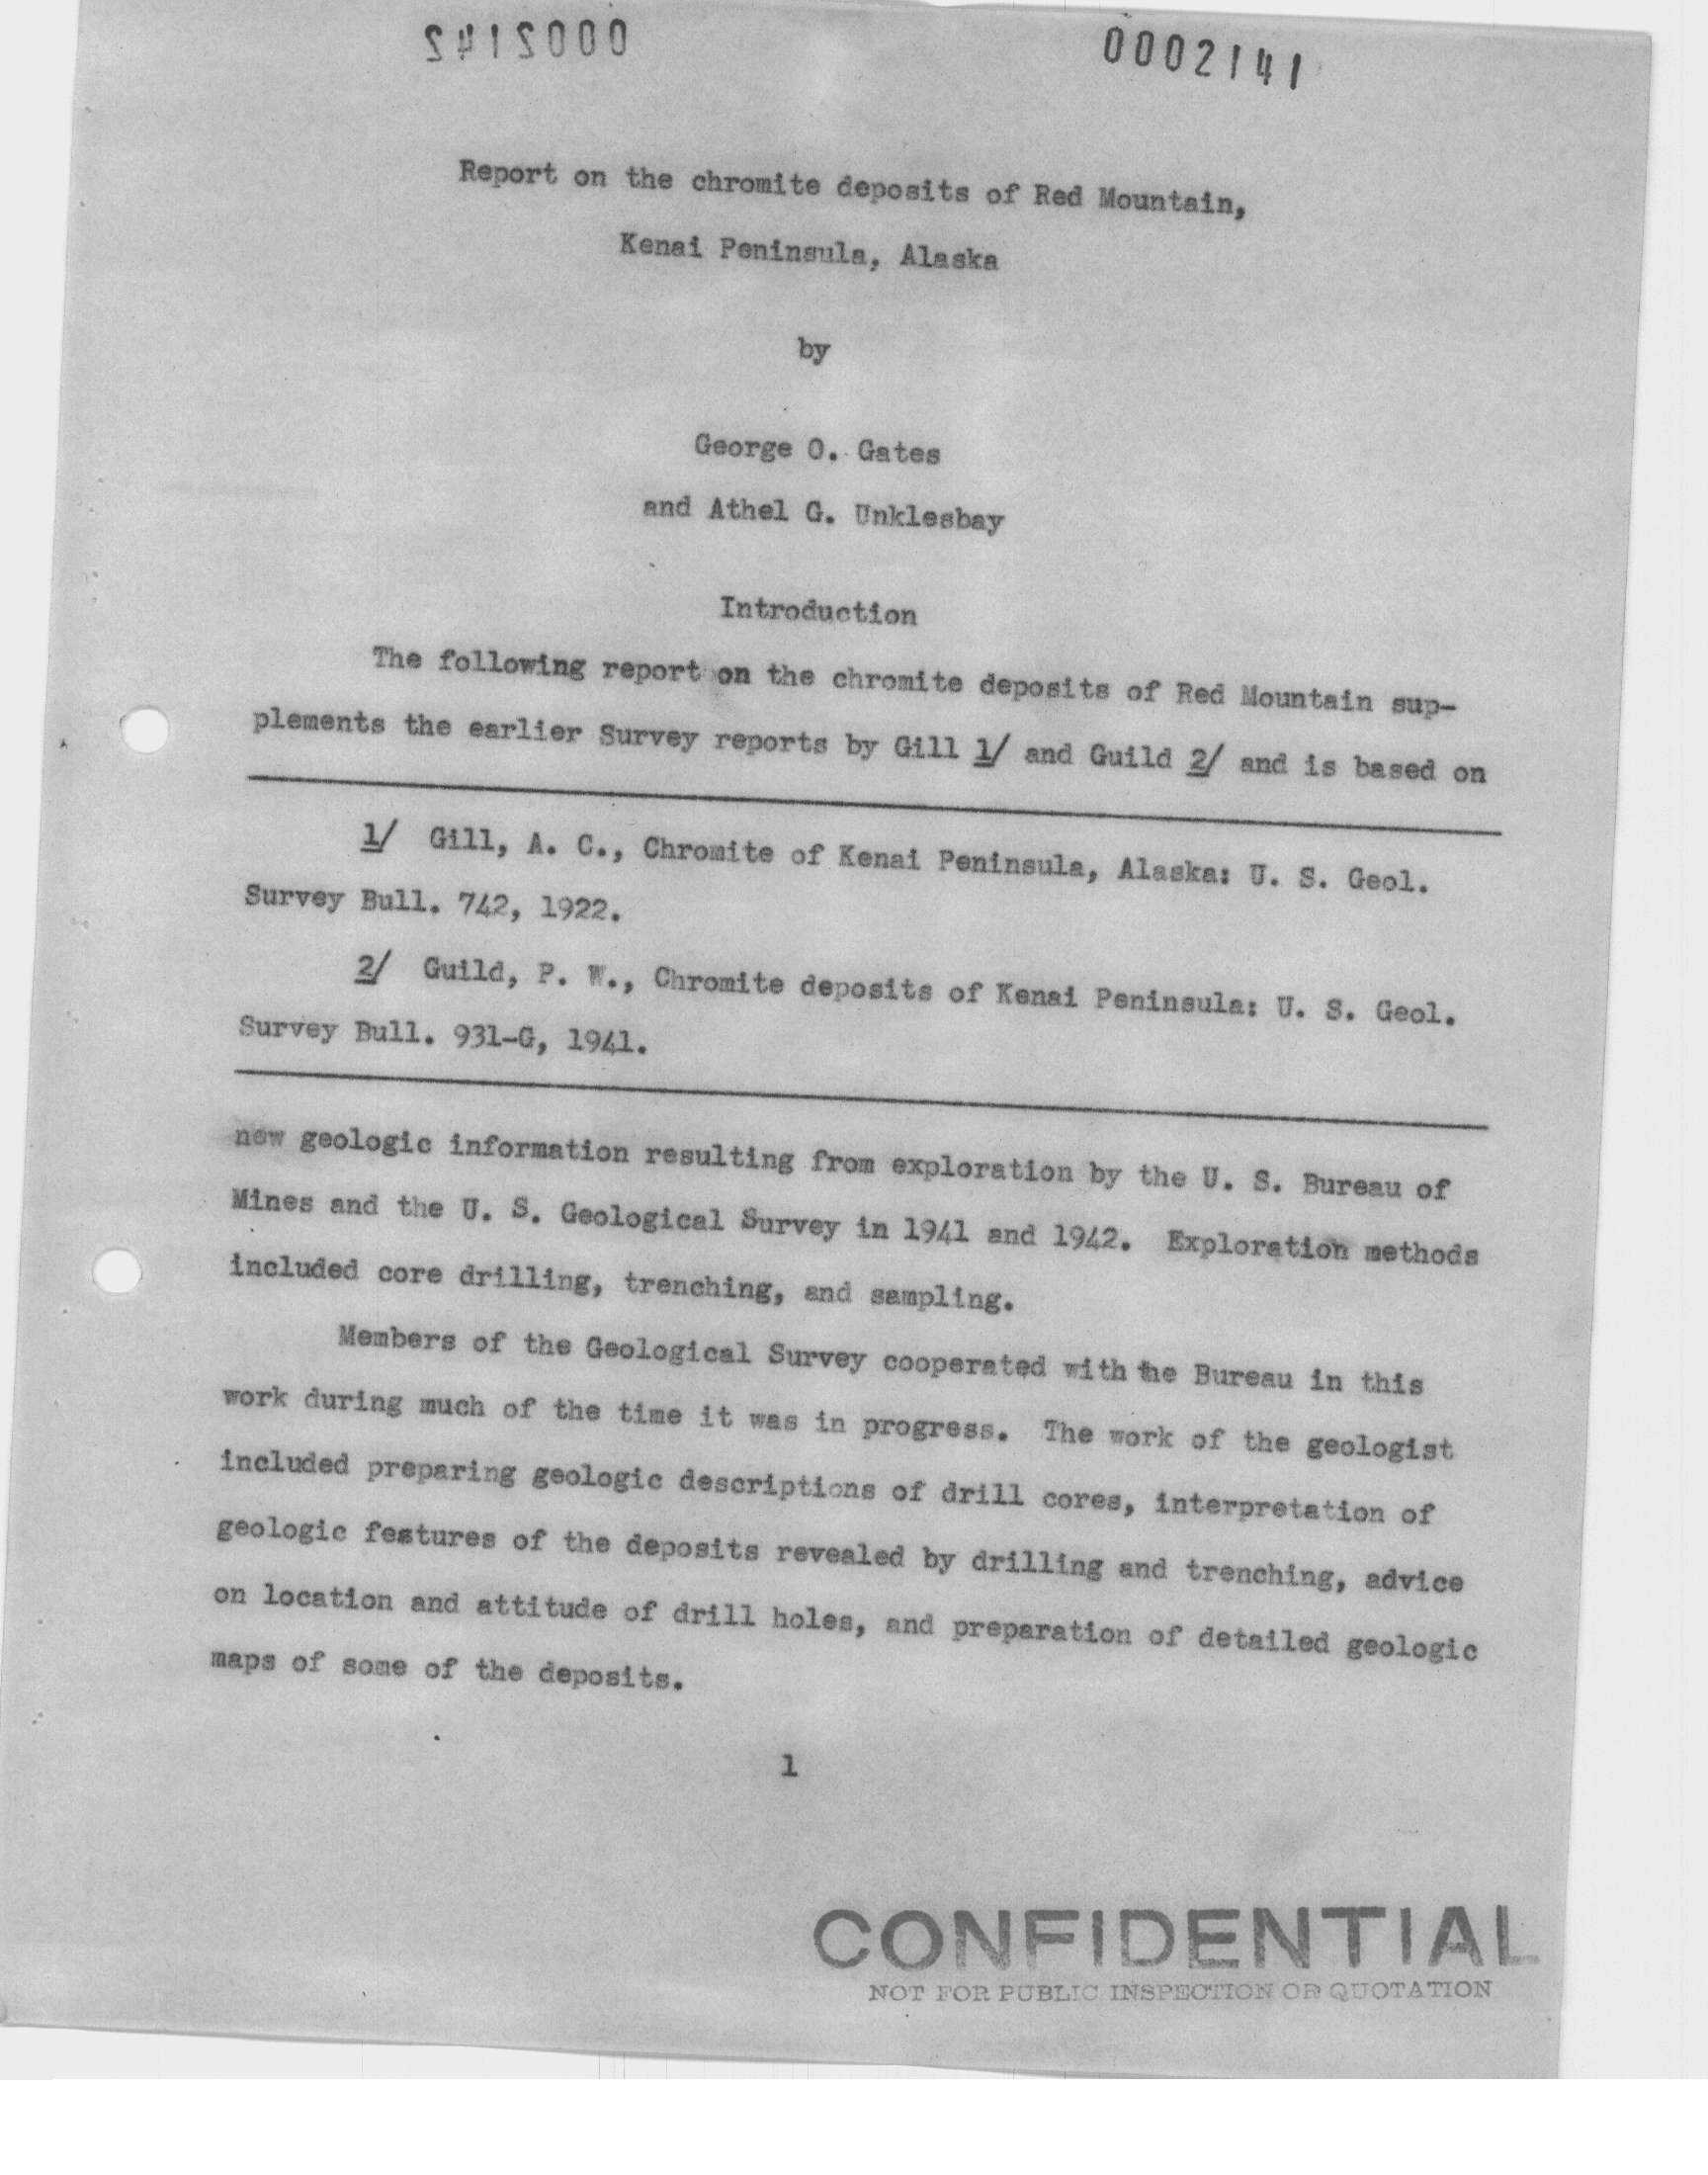 0002142
0002141
Report on the chromite deposits of Red Mountain,
Kenai Peninsula, Alaska
by
George O. Gates
and Athel G. Unklesbay
Introduction
The following report on the chromite deposits of Red Mountain sup-
plements the earlier Survey reports by Gill 1/ and Guild 2/ and is based on
1/ Gill, A. C., Chromite of Kenai Peninsula, Alaska: U. S. Geol.
Survey Bull. 742, 1922.
2/ Guild, P. W., Chromite deposits of Kenai Peninsula: U. S. Geol.
Survey Bull. 931-G, 1941.
new geologic information resulting from exploration by the U. S. Bureau of
Mines and the U. S. Geological Survey in 1941 and 1942. Exploration methods
included core drilling, trenching, and sampling.
Members of the Geological Survey cooperated with the Bureau in this
work during much of the time it was in progress. The work of the geologist
included preparing geologic descriptions of drill cores, interpretation of
geologic features of the deposits revealed by drilling and trenching, advice
on location and attitude of drill holes, and preparation of detailed geologic
maps of some of the deposits.
1
CONFIDENTIAL
NOT FOR PUBLIC INSPECTION OR QUOTATION